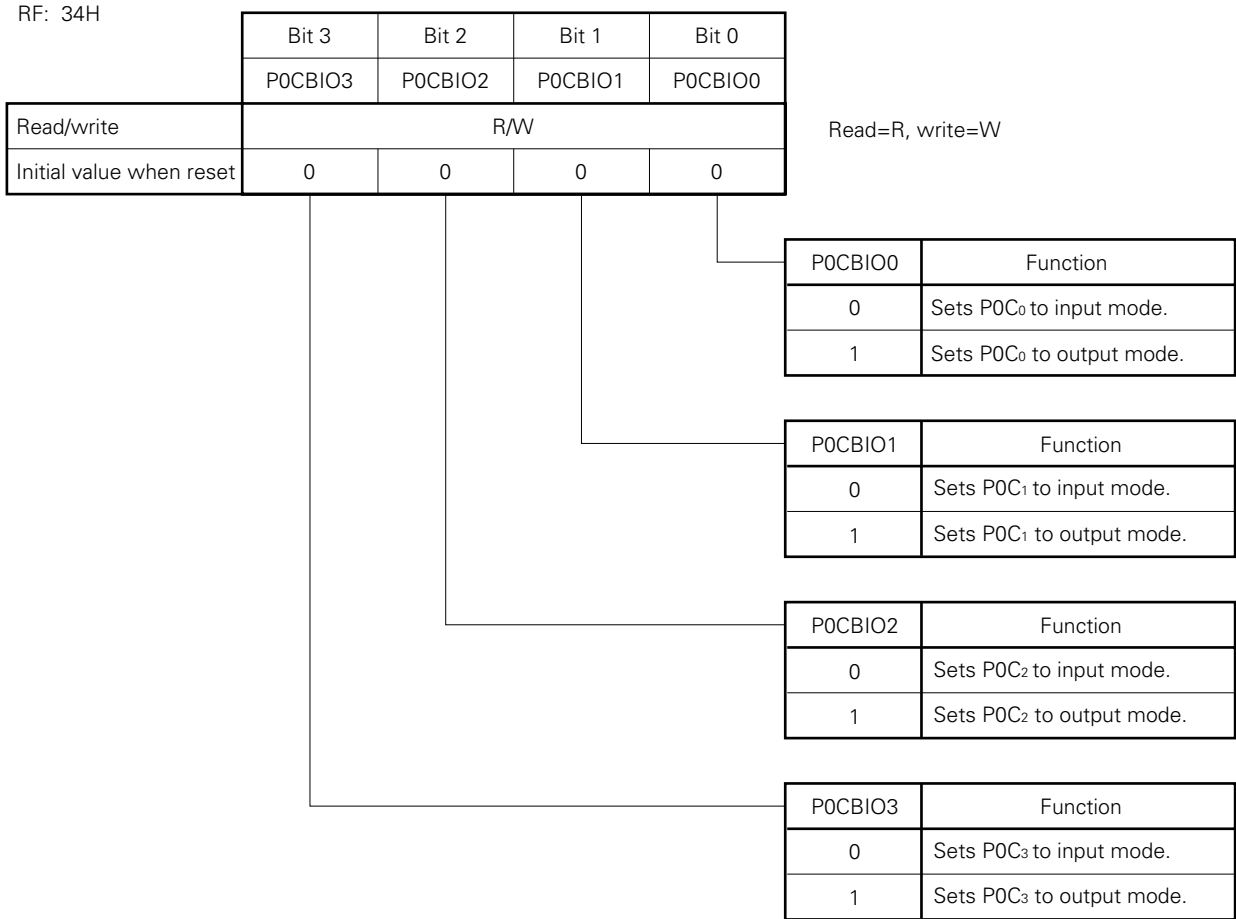 RF: 34H
Bit 3 Bit 2 Bit 1 Bit 0
P0CBIO3 P0CBIO2 P0CBIO1 P0CBIO0
Read/write R/W Read=R, write=W
Initial value when reset 0 0 0 0
P0CBIO0 Function
0 Sets P0C₀ to input mode.
1 Sets P0C₀ to output mode.
P0CBIO1 Function
0 Sets P0C₁ to input mode.
1 Sets P0C₁ to output mode.
P0CBIO2 Function
0 Sets P0C₂ to input mode.
1 Sets P0C₂ to output mode.
P0CBIO3 Function
0 Sets P0C₃ to input mode.
1 Sets P0C₃ to output mode.